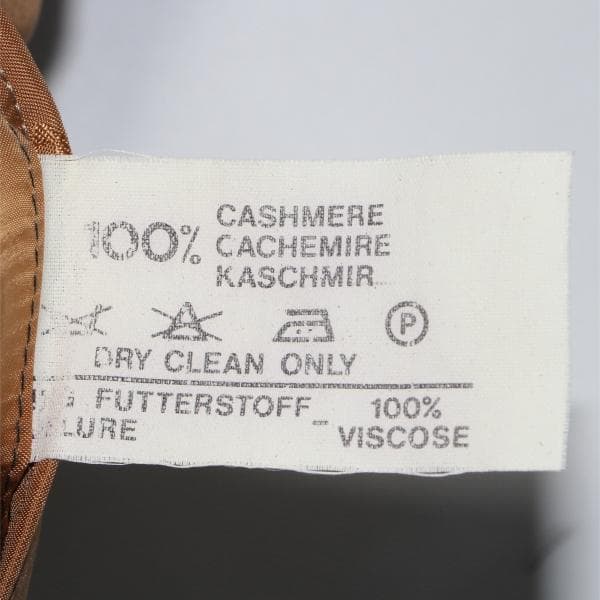 100% CASHMERE
CACHEMIRE
KASCHMIR
P
DRY CLEAN ONLY
FUTTERSTOFF 100%
VISCOSE